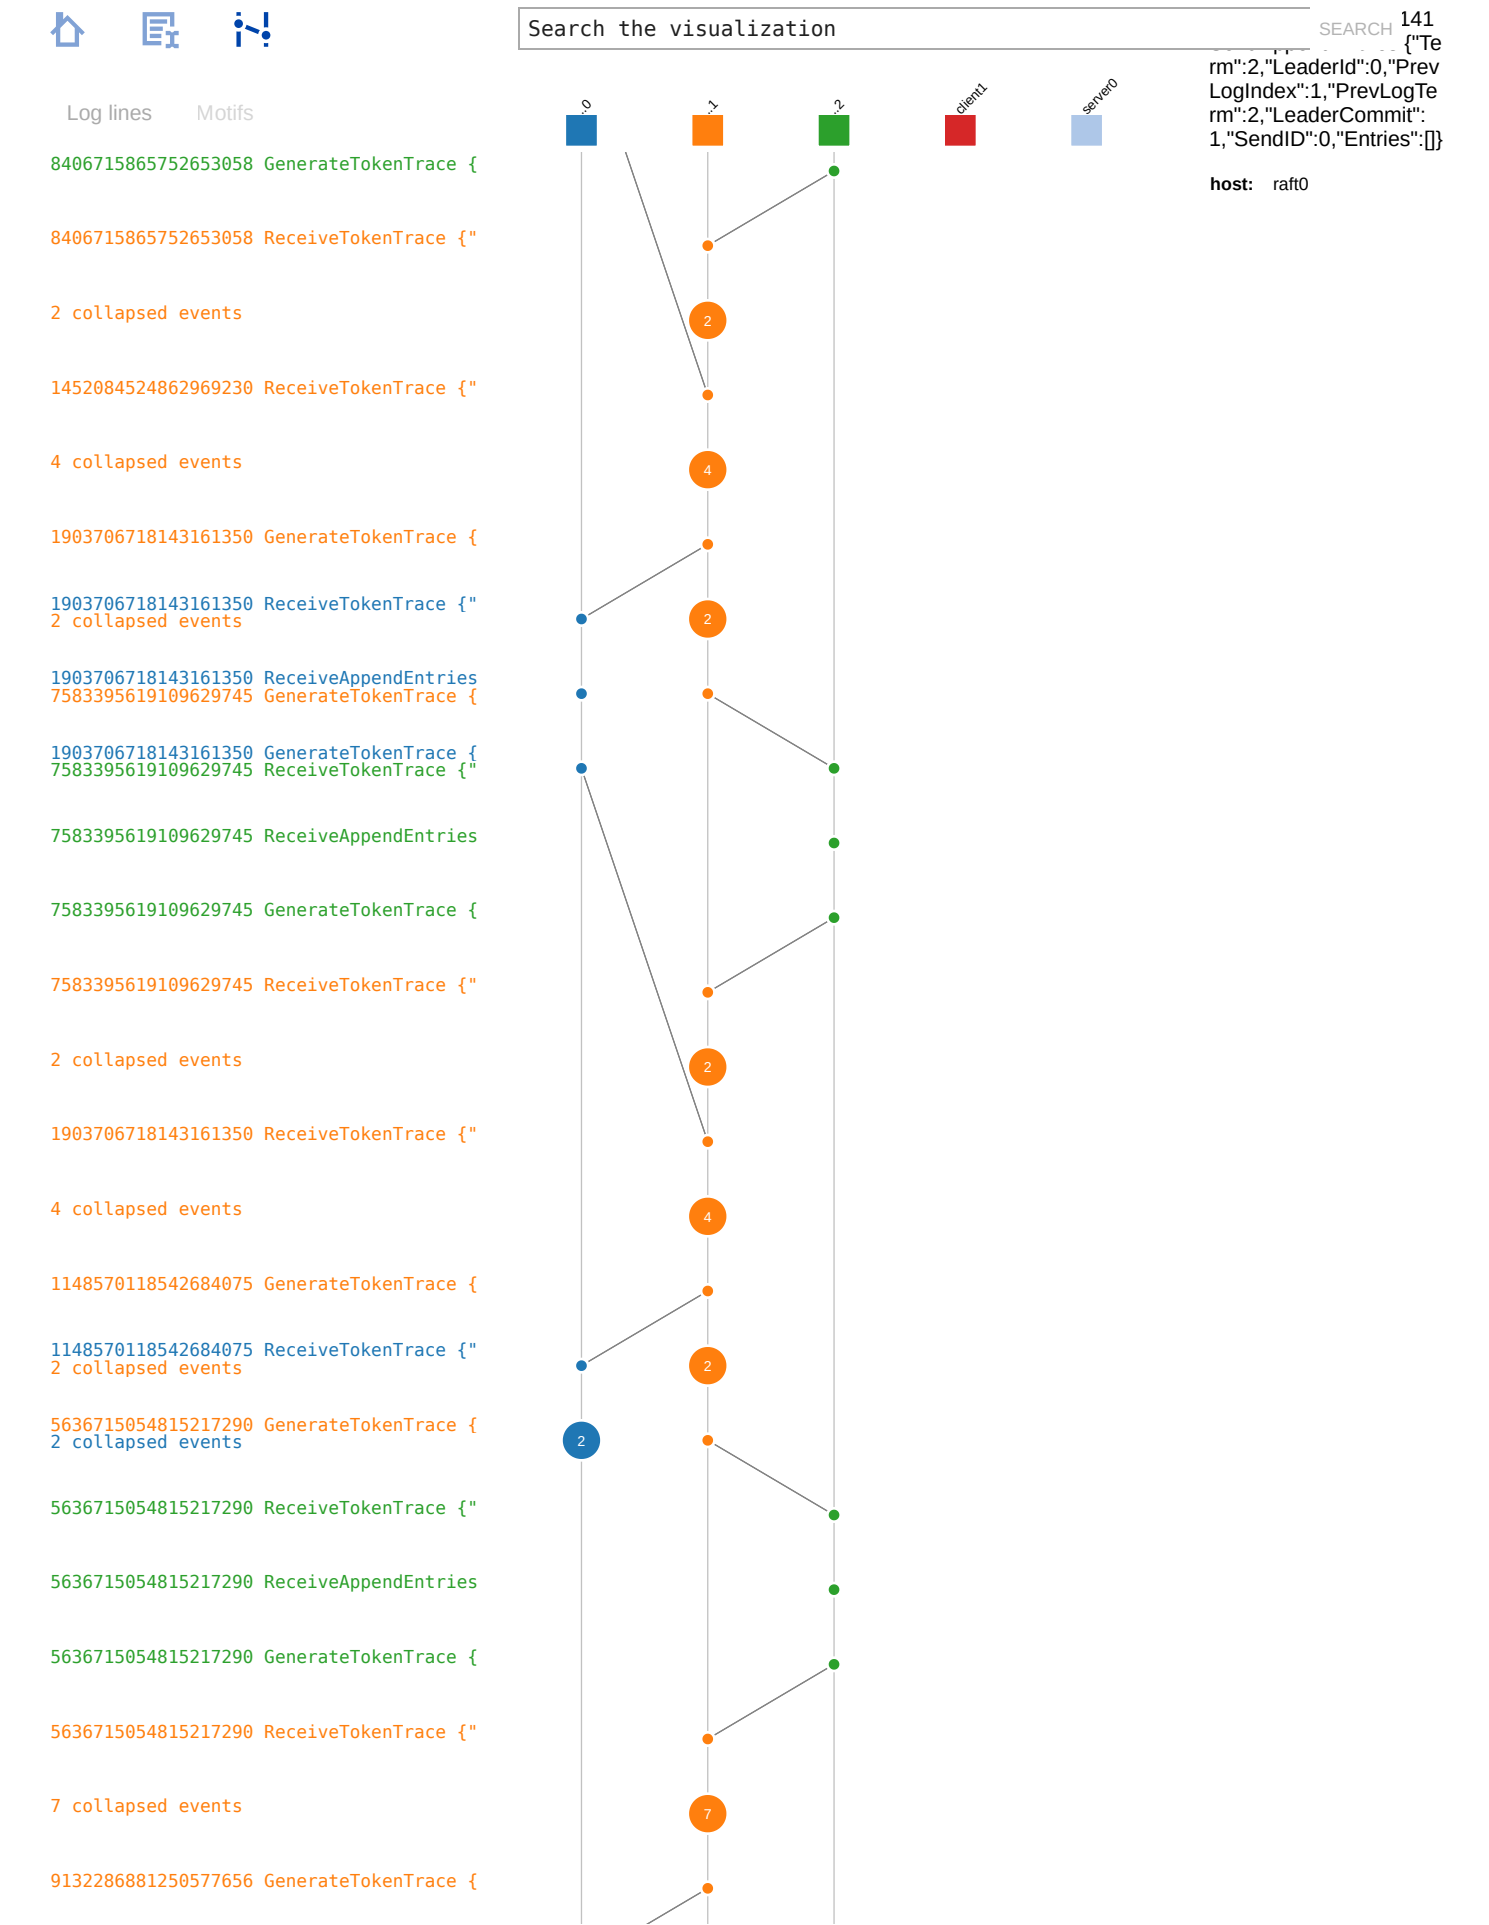 Search the visualization
SEARCH
141
{"Te
rm":2,"LeaderId":0,"Prev
LogIndex":1,"PrevLogTe
rm":2,"LeaderCommit":
1,"SendID":0,"Entries":[]}
host: raft0
Log lines
Motifs
..0
..1
..2
client1
server0
8406715865752653058 GenerateTokenTrace {
8406715865752653058 ReceiveTokenTrace {"
2 collapsed events
2
1452084524862969230 ReceiveTokenTrace {"
4 collapsed events
4
1903706718143161350 GenerateTokenTrace {
1903706718143161350 ReceiveTokenTrace {"
2 collapsed events
2
1903706718143161350 ReceiveAppendEntries
7583395619109629745 GenerateTokenTrace {
1903706718143161350 GenerateTokenTrace {
7583395619109629745 ReceiveTokenTrace {"
7583395619109629745 ReceiveAppendEntries
7583395619109629745 GenerateTokenTrace {
7583395619109629745 ReceiveTokenTrace {"
2 collapsed events
2
1903706718143161350 ReceiveTokenTrace {"
4 collapsed events
4
1148570118542684075 GenerateTokenTrace {
1148570118542684075 ReceiveTokenTrace {"
2 collapsed events
2
5636715054815217290 GenerateTokenTrace {
2 collapsed events
2
5636715054815217290 ReceiveTokenTrace {"
5636715054815217290 ReceiveAppendEntries
5636715054815217290 GenerateTokenTrace {
5636715054815217290 ReceiveTokenTrace {"
7 collapsed events
7
9132286881250577656 GenerateTokenTrace {